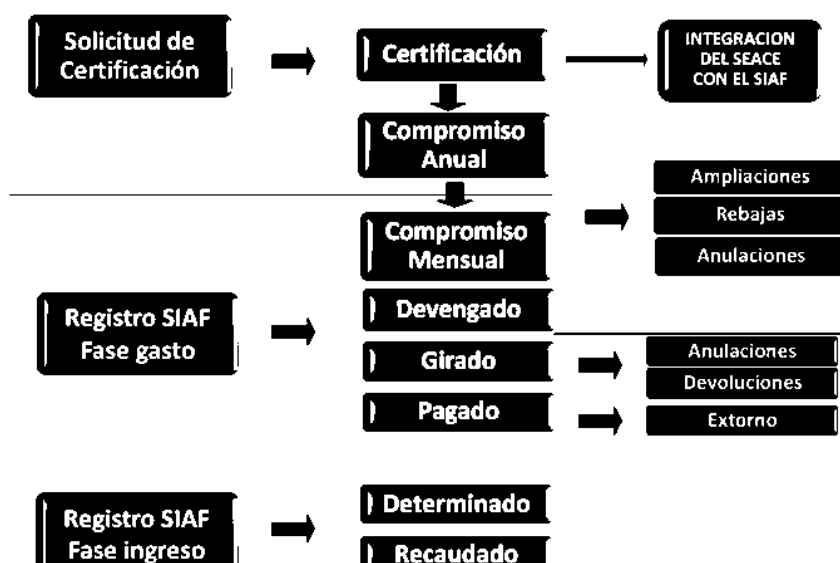 Solicitud de
Certificación
Certificación
INTEGRACION
DEL SEACE
CON EL SIAF
Compromiso
Anual
Compromiso
Mensual
Ampliaciones
Rebajas
Anulaciones
Registro SIAF
Fase gasto
Devengado
Girado
Pagado
Anulaciones
Devoluciones
Extorno
Registro SIAF
Fase ingreso
Determinado
Recaudado